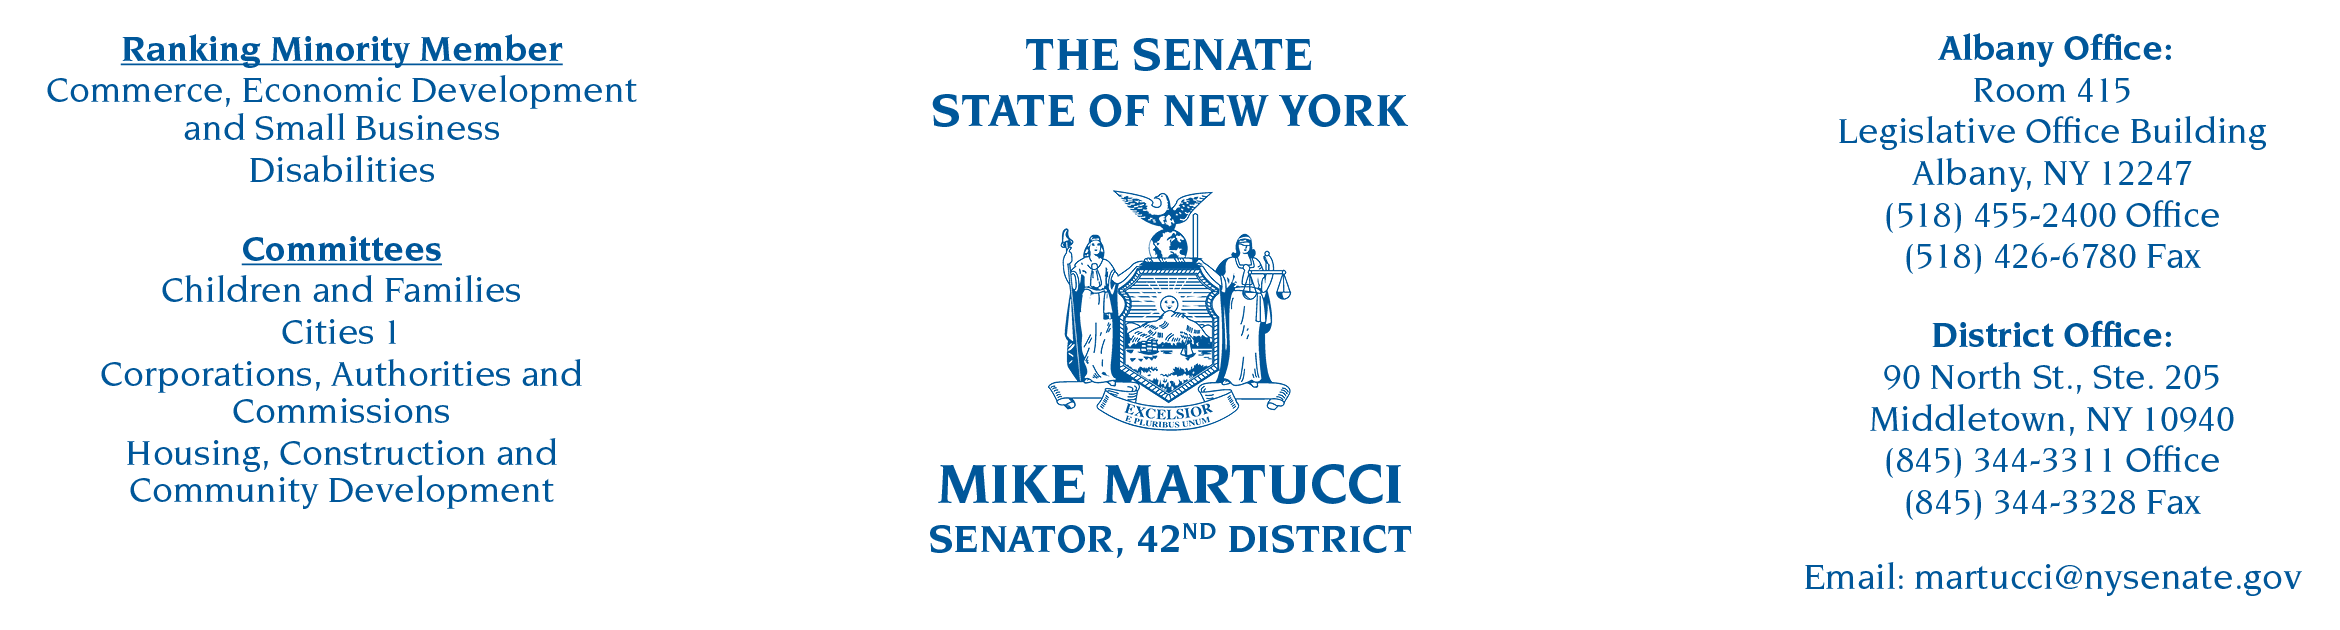 Ranking Minority Member
Commerce, Economic Development
and Small Business
Disabilities
Committees
Children and Families
Cities 1
Corporations, Authorities and
Commissions
Housing, Construction and
Community Development
THE SENATE
STATE OF NEW YORK
EXCELSIOR
E PLURIBUS UNUM
MIKE MARTUCCI
SENATOR, 42ND DISTRICT
Albany Office:
Room 415
Legislative Office Building
Albany, NY 12247
(518) 455-2400 Office
(518) 426-6780 Fax
District Office:
90 North St., Ste. 205
Middletown, NY 10940
(845) 344-3311 Office
(845) 344-3328 Fax
Email: martucci@nysenate.gov